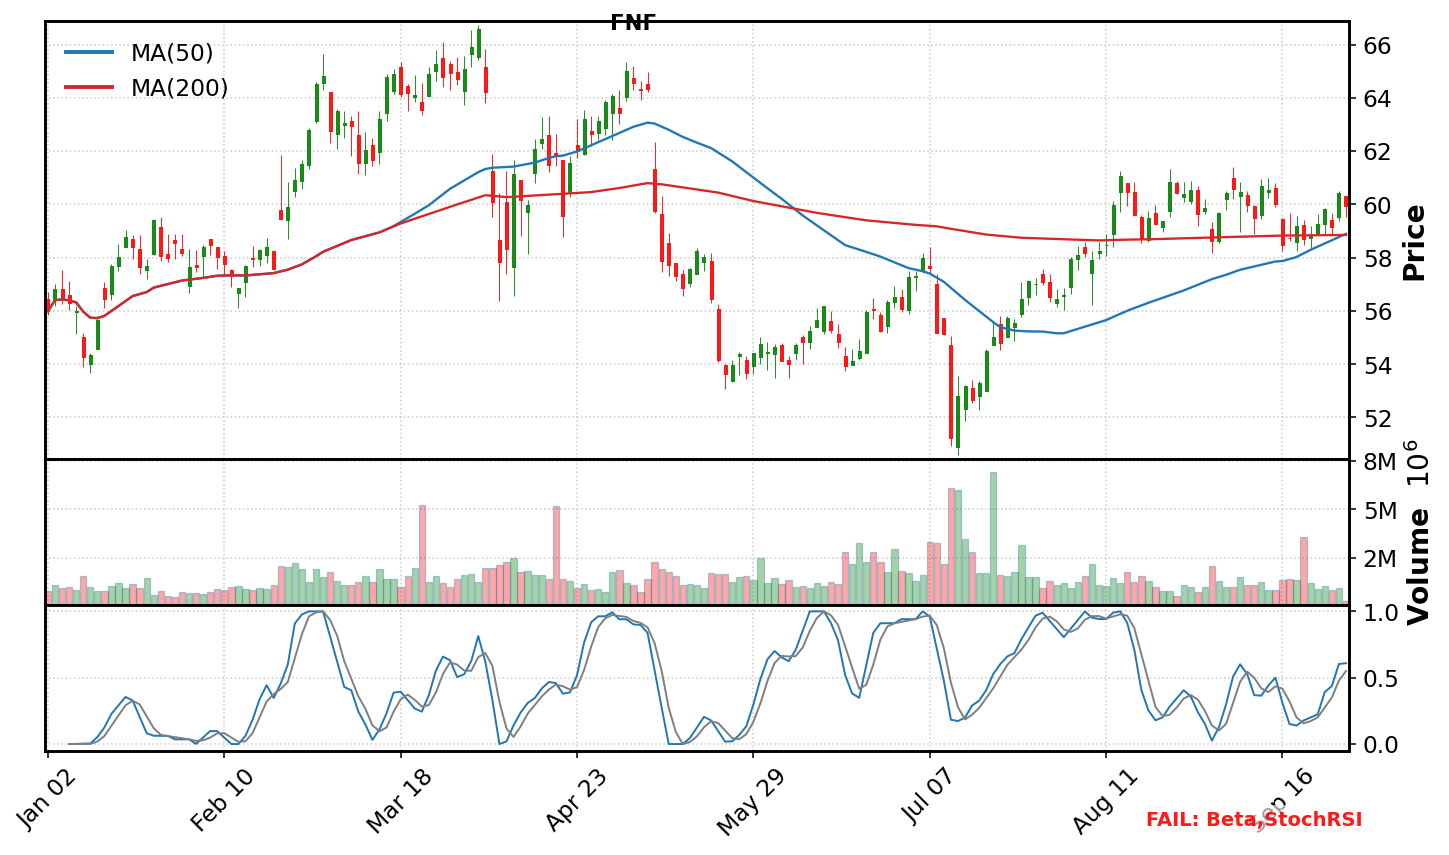 FNF
MA(50)
MA(200)
66
64
62
60
58
56
54
52
Price
8M
5M
2M
Volume 10^6
1.0
0.5
0.0
Jan 02
Feb 10
Mar 18
Apr 23
May 29
Jul 07
Aug 11
Sep 16
FAIL: Beta,StochRSI